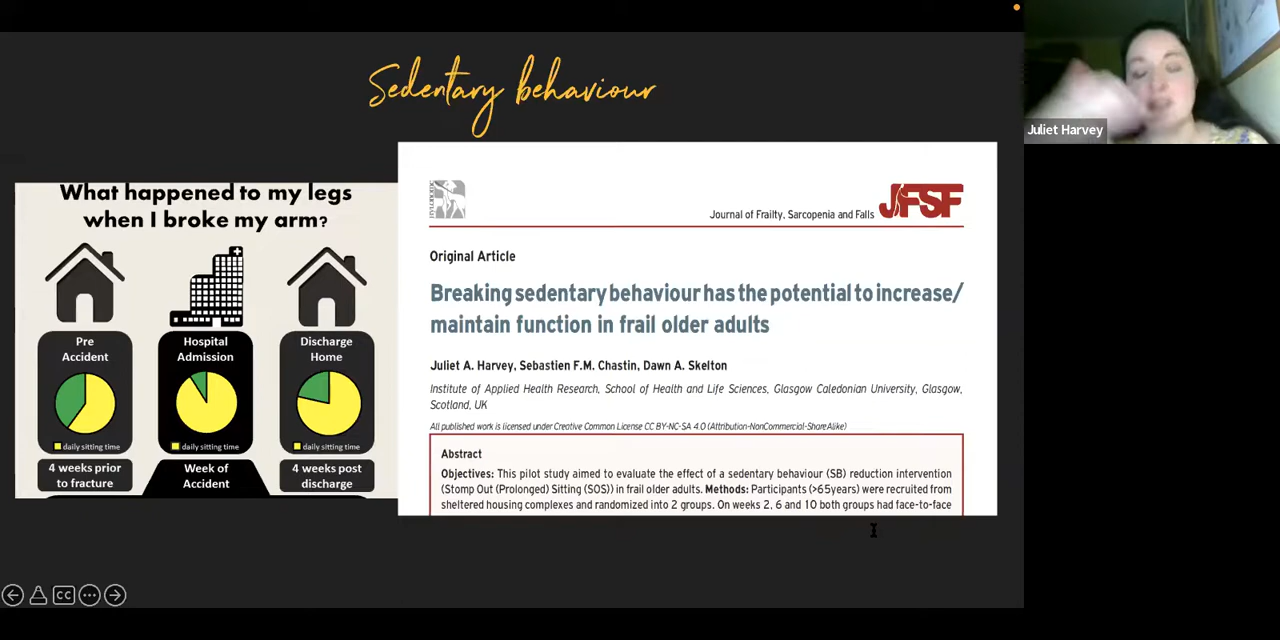 Sedentary behaviour
Juliet Harvey
What happened to my legs
when I broke my arm?
Pre
Accident
daily sitting time
4 weeks prior
to fracture
Hospital
Admission
daily sitting time
Week of
Accident
Discharge
Home
daily sitting time
4 weeks post
discharge
Journal of Frailty, Sarcopenia and Falls
JFSF
Original Article
Breaking sedentary behaviour has the potential to increase/
maintain function in frail older adults
Juliet A. Harvey, Sebastien F.M. Chastin, Dawn A. Skelton
Institute of Applied Health Research, School of Health and Life Sciences, Glasgow Caledonian University, Glasgow,
Scotland, UK
All published work is licensed under Creative Common License CC BY-NC-SA 4.0 (Attribution-NonCommercial-ShareAlike)
Abstract
Objectives: This pilot study aimed to evaluate the effect of a sedentary behaviour (SB) reduction intervention
(Stomp Out (Prolonged) Sitting (SOS)) in frail older adults. Methods: Participants (>65years) were recruited from
sheltered housing complexes and randomized into 2 groups. On weeks 2, 6 and 10 both groups had face-to-face
CC